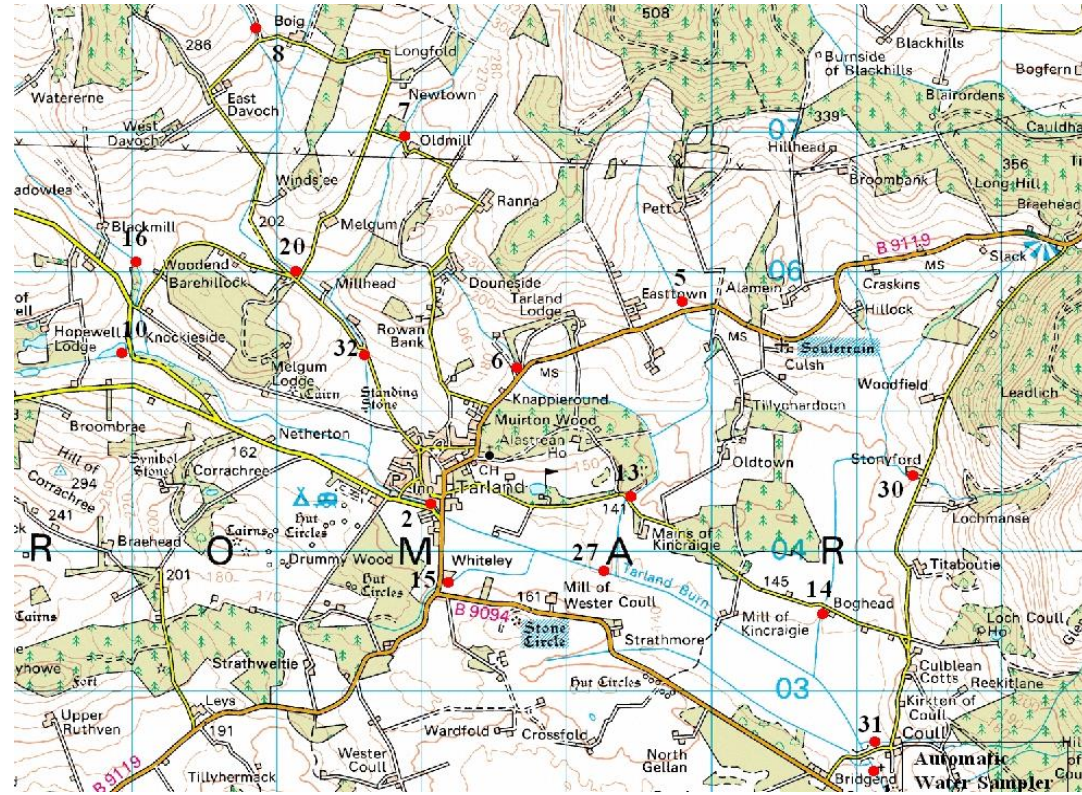 508
Boig
286
8
Longfold
Blackhills
Burnside
of Blackhills
Bogfern
Watererne
East
Davoch
7
Newtown
Blairordens
West
Davoch
Oldmill
07
339
Hillhead
Windsee
Ranna
Broombank
356
Long Hill
Braehead
Pett
202
Melgum
Blackmill
16
20
B 9119
Slack
MS
Woodend
Barehillock
Millhead
Douneside
06
5
Easttown
Alamein
Craskins
Tarland
Lodge
Hillock
Rowan
Bank
10
Hopewell
Lodge
Knockieside
32
6
MS
MS
Souterrain
Culsh
Melgum
Lodge
Cairn
Standing
Stone
Knappieround
Woodfield
Leadlich
Muirton Wood
Tillychardoch
Broombrae
Netherton
Alastrean
Ho
150
162
Symbol
Stone
Corrachree
CH
Oldtown
Stonyford
Hill of
294
Corrachree
P
Inn
Tarland
13
141
30
241
2
Lochmanse
Cairns
Hut
Circles
Mains of
Kincraigie
Braehead
R O M A R
04
Drummy Wood
Whiteley
27
Tarland Burn
Titaboutie
201
180
Hut
Circles
15
161
Mill of
Wester Coull
145
14
Boghead
170
B 9094
Cairns
Stone
Circle
Mill of
Kincraigie
Loch Coull
Ho
Strathmore
Strathweltie
Culblean
Cotts
Fort
Hut Circles
03
Reekitlane
Kirkton of
Coull
Leys
Upper
Ruthven
191
Wardfold
Crossfold
31
Coull
Wester
Coull
North
Gellan
Automatic
Water Sampler
Tillyhermack
Bridgend
B 9119